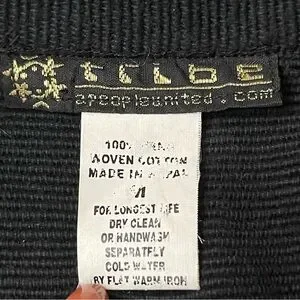 tribe
apeopleunited.com
100%
WOVEN COTTON
MADE IN NEPAL
M
FOR LONGEST LIFE
DRY CLEAN
OR HANDWASH
SEPARATELY
COLD WATER
BY FLAT WARM IRON